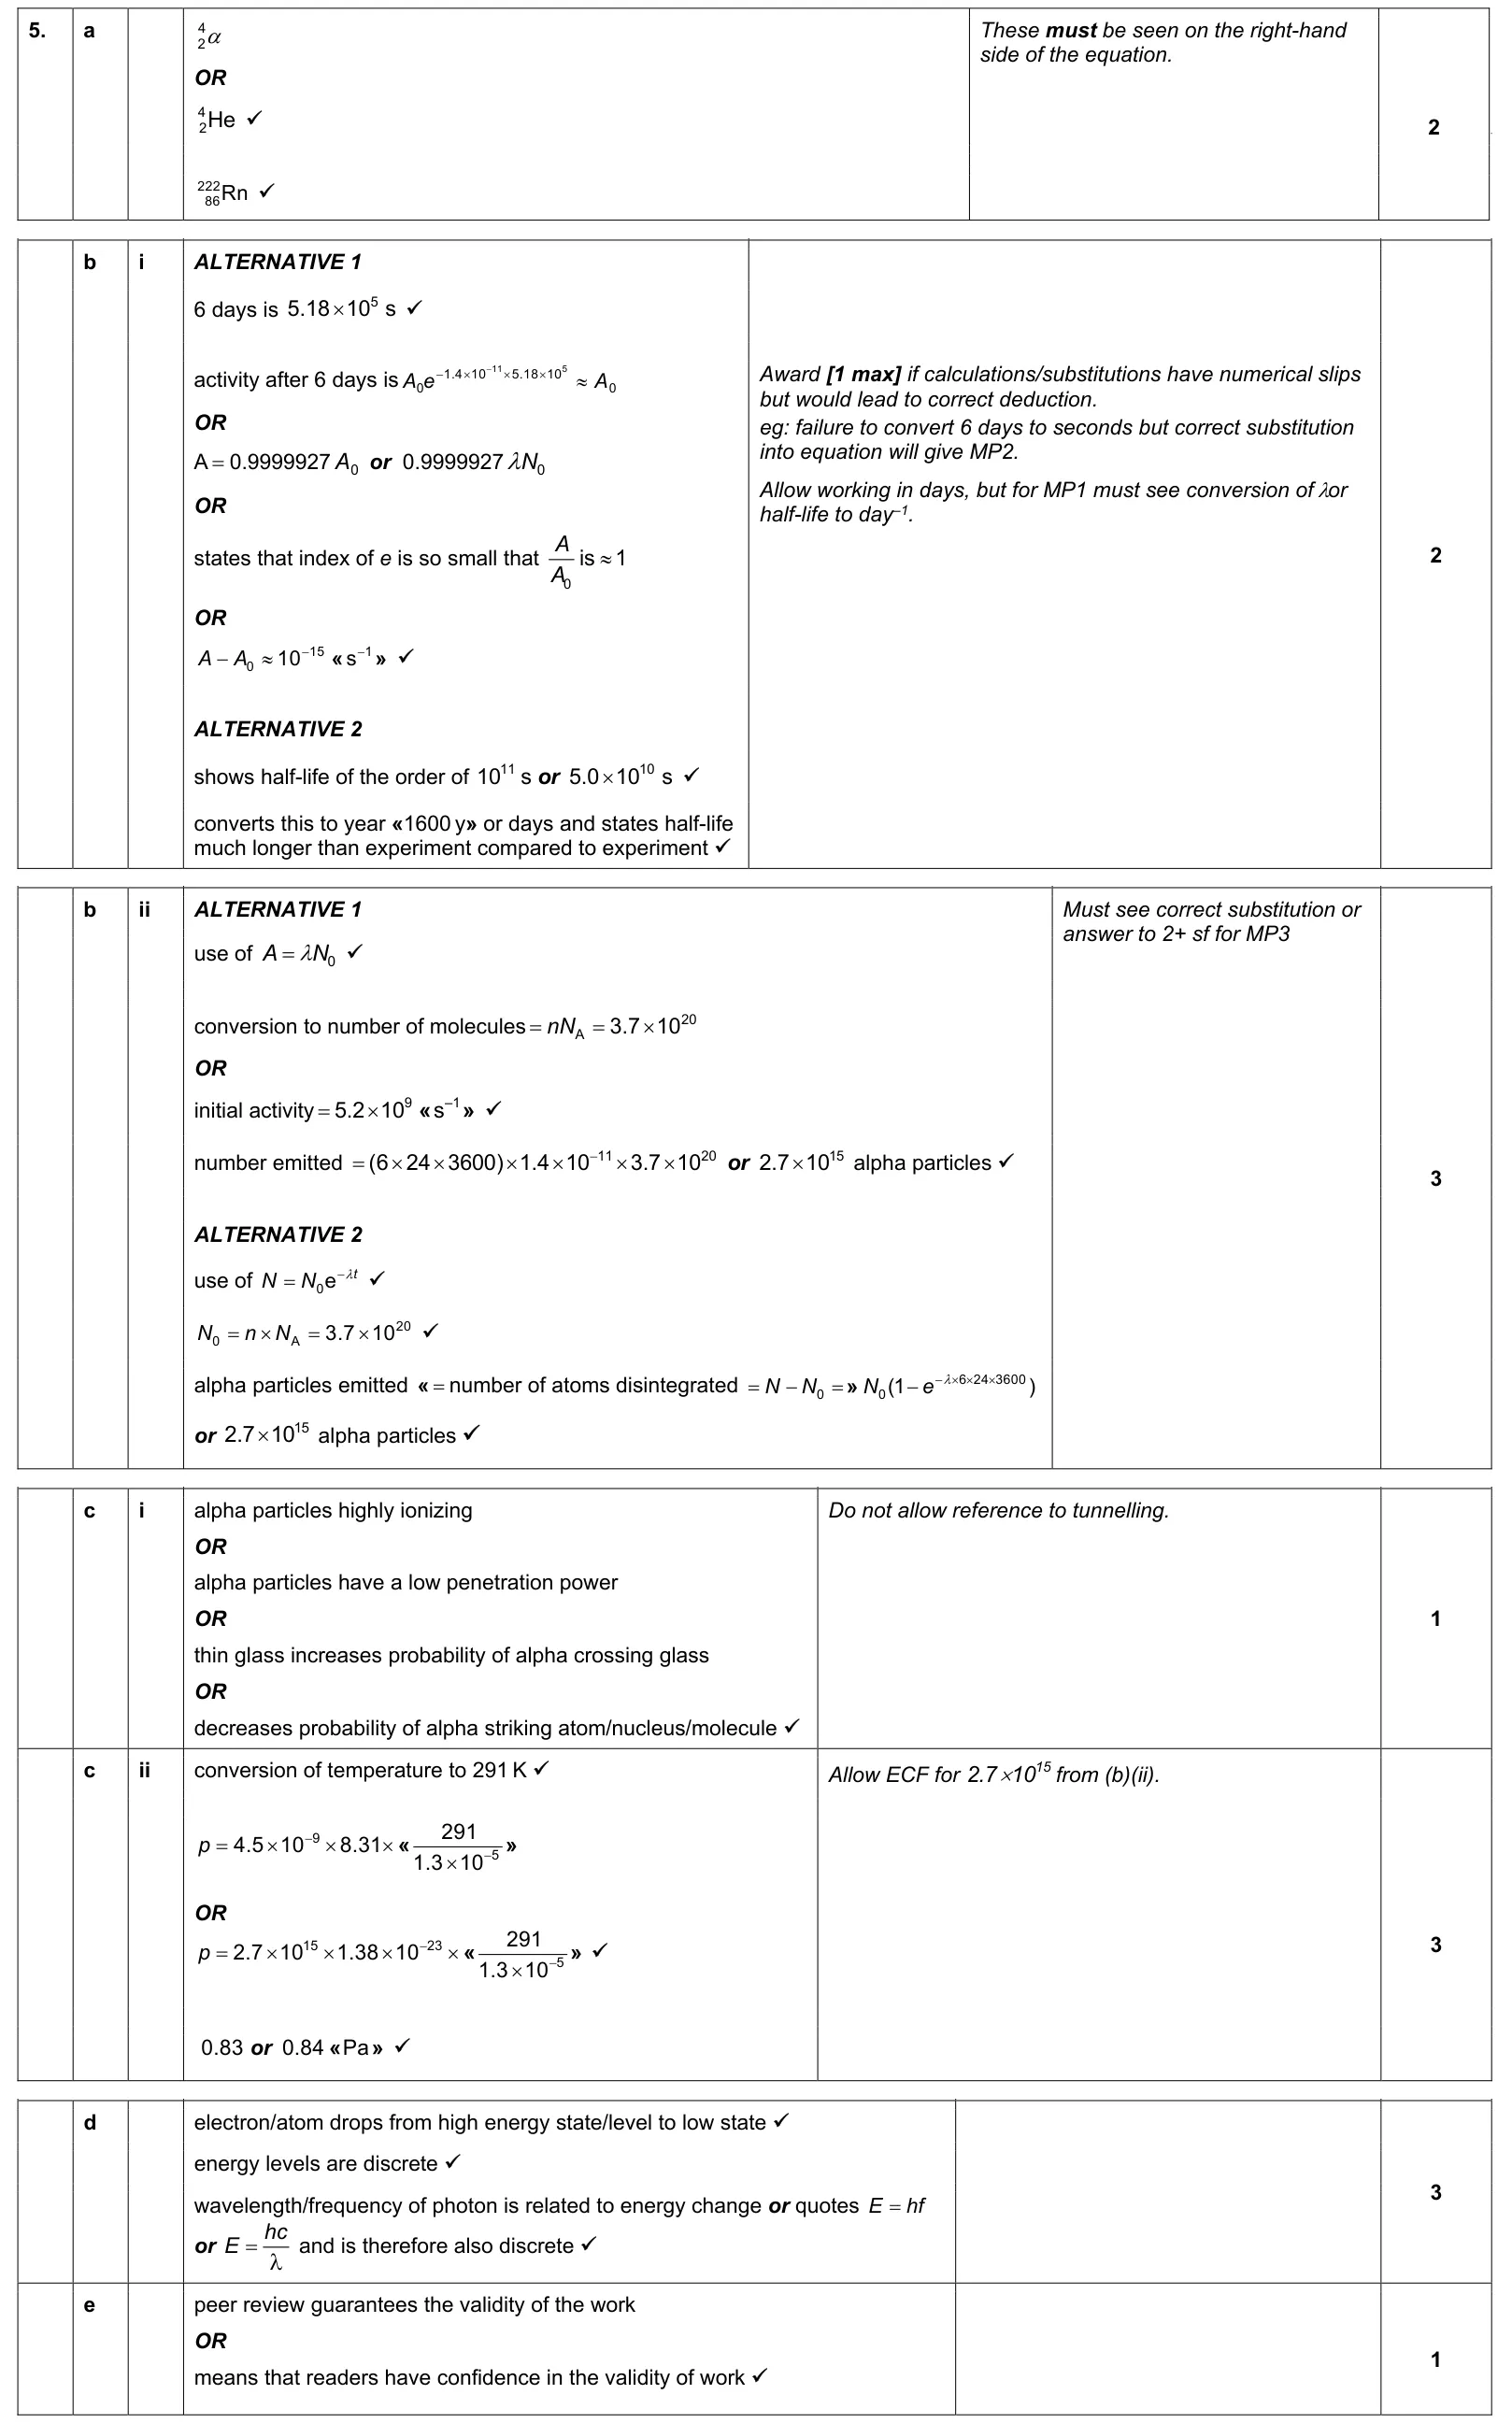 5. a
⁴₂α
OR
⁴₂He ✓
²²²₈₆Rn ✓
These must be seen on the right-hand
side of the equation.
2
b i ALTERNATIVE 1
6 days is 5.18×10⁵ s ✓
activity after 6 days is A₀e^(−1.4×10⁻¹¹×5.18×10⁵) ≈ A₀
OR
A = 0.9999927 A₀ or 0.9999927 λN₀
OR
states that index of e is so small that A/A₀ is ≈ 1
OR
A − A₀ ≈ 10⁻¹⁵ «s⁻¹» ✓
ALTERNATIVE 2
shows half-life of the order of 10¹¹ s or 5.0×10¹⁰ s ✓
converts this to year «1600 y» or days and states half-life
much longer than experiment compared to experiment ✓
Award [1 max] if calculations/substitutions have numerical slips
but would lead to correct deduction.
eg: failure to convert 6 days to seconds but correct substitution
into equation will give MP2.
Allow working in days, but for MP1 must see conversion of λor
half-life to day⁻¹.
2
b ii ALTERNATIVE 1
use of A = λN₀ ✓
conversion to number of molecules = nN_A = 3.7×10²⁰
OR
initial activity = 5.2×10⁹ «s⁻¹» ✓
number emitted = (6×24×3600)×1.4×10⁻¹¹×3.7×10²⁰ or 2.7×10¹⁵ alpha particles ✓
ALTERNATIVE 2
use of N = N₀e^(−λt) ✓
N₀ = n × N_A = 3.7×10²⁰ ✓
alpha particles emitted « = number of atoms disintegrated = N − N₀ = » N₀(1 − e^(−λ×6×24×3600))
or 2.7×10¹⁵ alpha particles ✓
Must see correct substitution or
answer to 2+ sf for MP3
3
c i alpha particles highly ionizing
OR
alpha particles have a low penetration power
OR
thin glass increases probability of alpha crossing glass
OR
decreases probability of alpha striking atom/nucleus/molecule ✓
Do not allow reference to tunnelling.
1
c ii conversion of temperature to 291 K ✓
p = 4.5×10⁻⁹ ×8.31× « 291/(1.3×10⁻⁵) »
OR
p = 2.7×10¹⁵ ×1.38×10⁻²³ × « 291/(1.3×10⁻⁵) » ✓
0.83 or 0.84 «Pa» ✓
Allow ECF for 2.7×10¹⁵ from (b)(ii).
3
d electron/atom drops from high energy state/level to low state ✓
energy levels are discrete ✓
wavelength/frequency of photon is related to energy change or quotes E = hf
or E = hc/λ and is therefore also discrete ✓
3
e peer review guarantees the validity of the work
OR
means that readers have confidence in the validity of work ✓
1